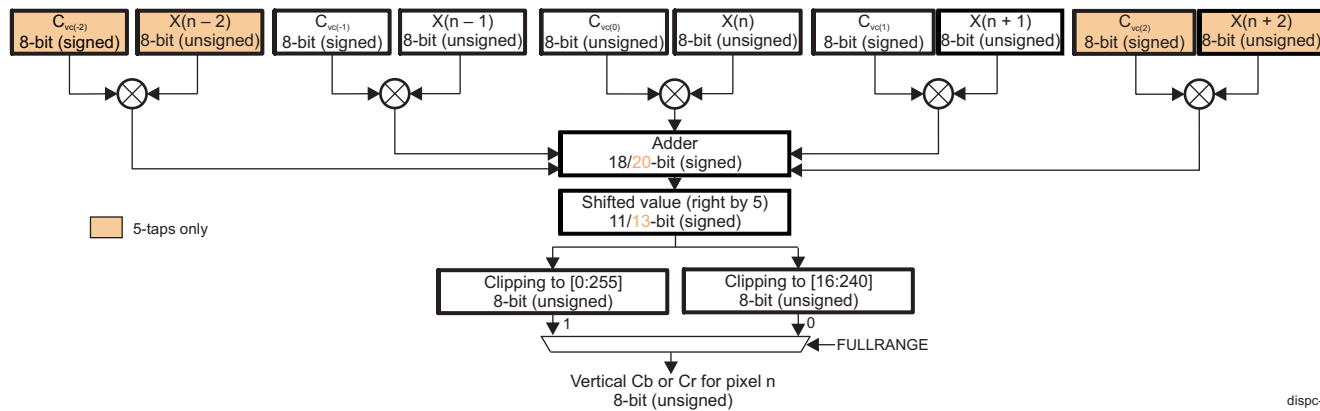 C_vc(-2)
8-bit (signed)
X(n – 2)
8-bit (unsigned)
C_vc(-1)
8-bit (signed)
X(n – 1)
8-bit (unsigned)
C_vc(0)
8-bit (unsigned)
X(n)
8-bit (unsigned)
C_vc(1)
8-bit (signed)
X(n + 1)
8-bit (unsigned)
C_vc(2)
8-bit (signed)
X(n + 2)
8-bit (unsigned)
Adder
18/20-bit (signed)
Shifted value (right by 5)
11/13-bit (signed)
5-taps only
Clipping to [0:255]
8-bit (unsigned)
Clipping to [16:240]
8-bit (unsigned)
1
0
FULLRANGE
Vertical Cb or Cr for pixel n
8-bit (unsigned)
dispc-